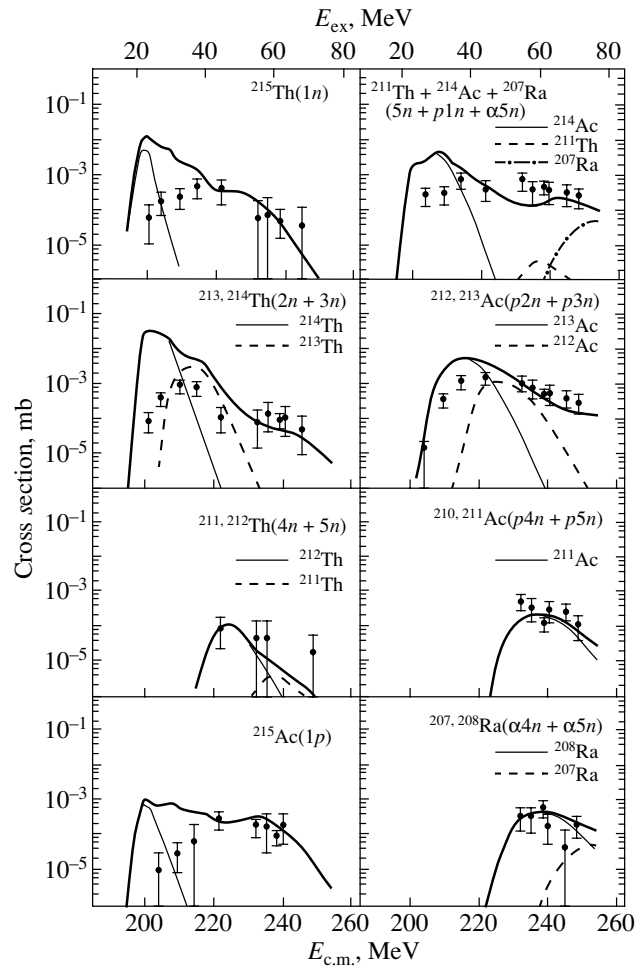 E_ex, MeV
20 40 60 80 20 40 60 80
Cross section, mb
10^−1
10^−3
10^−5
^215Th(1n)
^211Th + ^214Ac + ^207Ra
(5n + p1n + α5n)
^214Ac
^211Th
^207Ra
10^−1
10^−3
10^−5
^213, 214Th(2n + 3n)
^214Th
^213Th
^212, 213Ac(p2n + p3n)
^213Ac
^212Ac
10^−1
10^−3
10^−5
^211, 212Th(4n + 5n)
^212Th
^211Th
^210, 211Ac(p4n + p5n)
^211Ac
10^−1
10^−3
10^−5
^215Ac(1p)
^207, 208Ra(α4n + α5n)
^208Ra
^207Ra
200 220 240 260 200 220 240 260
E_c.m., MeV